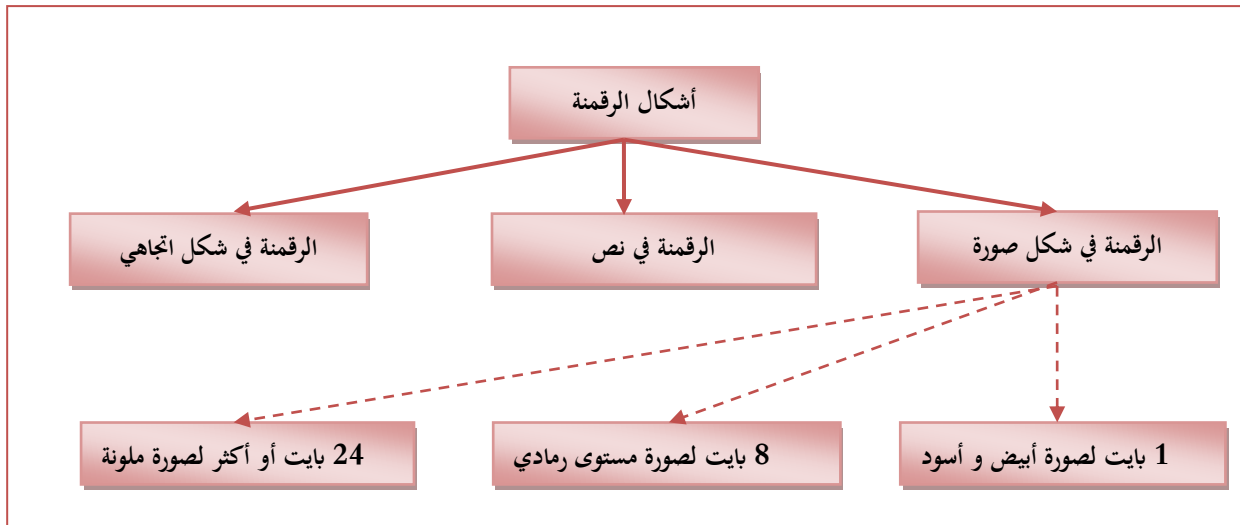 أشكال الرقمنة
الرقمنة في شكل صورة
الرقمنة في نص
الرقمنة في شكل اتجاهي
1 بايت لصورة أبيض و أسود
8 بايت لصورة مستوى رمادي
24 بايت أو أكثر لصورة ملونة